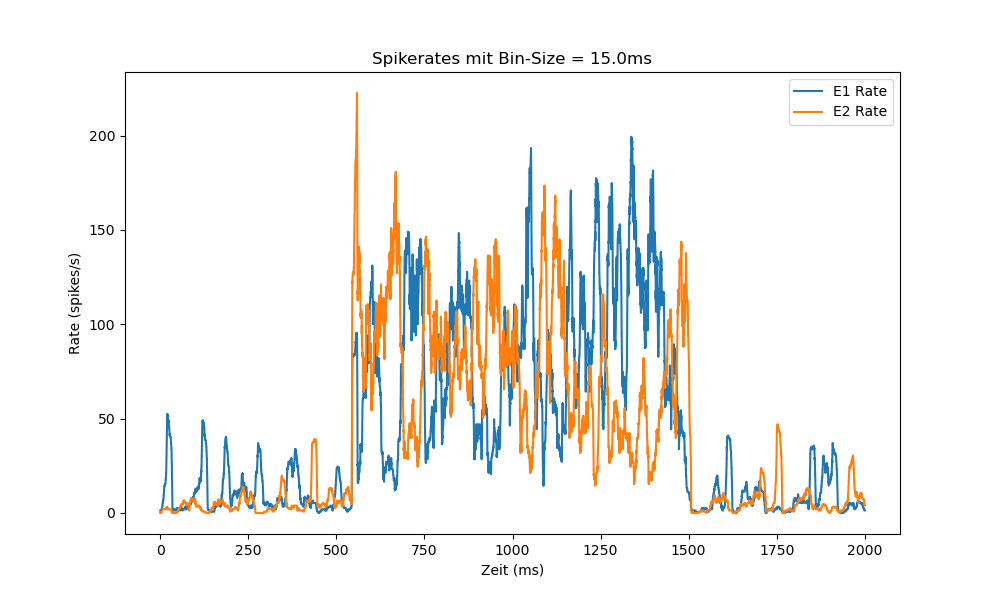 Spikerates mit Bin-Size = 15.0ms
E1 Rate
E2 Rate
Rate (spikes/s)
200
150
100
50
0
0 250 500 750 1000 1250 1500 1750 2000
Zeit (ms)